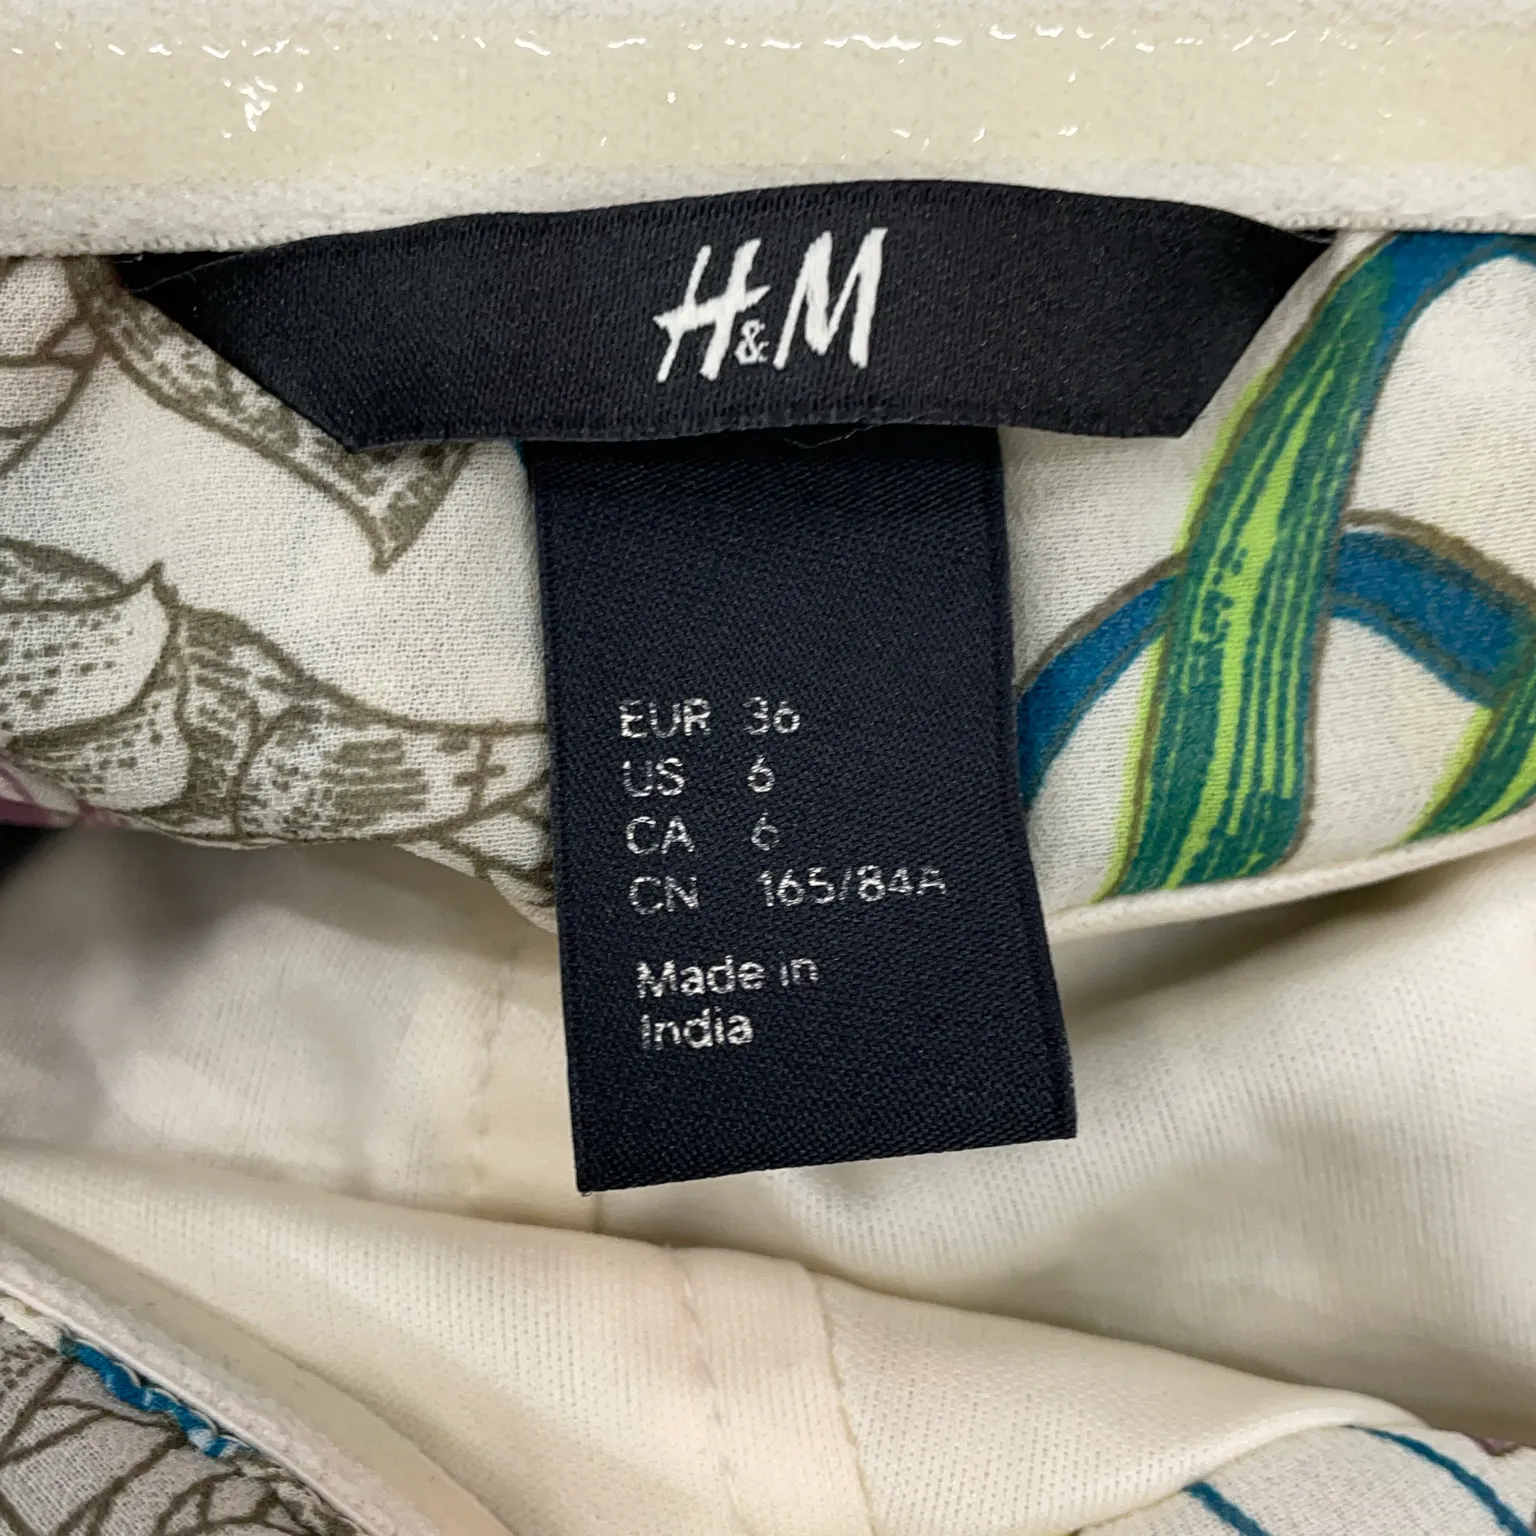 H&M
EUR 36
US 6
CA 6
CN 165/84A
Made in
India